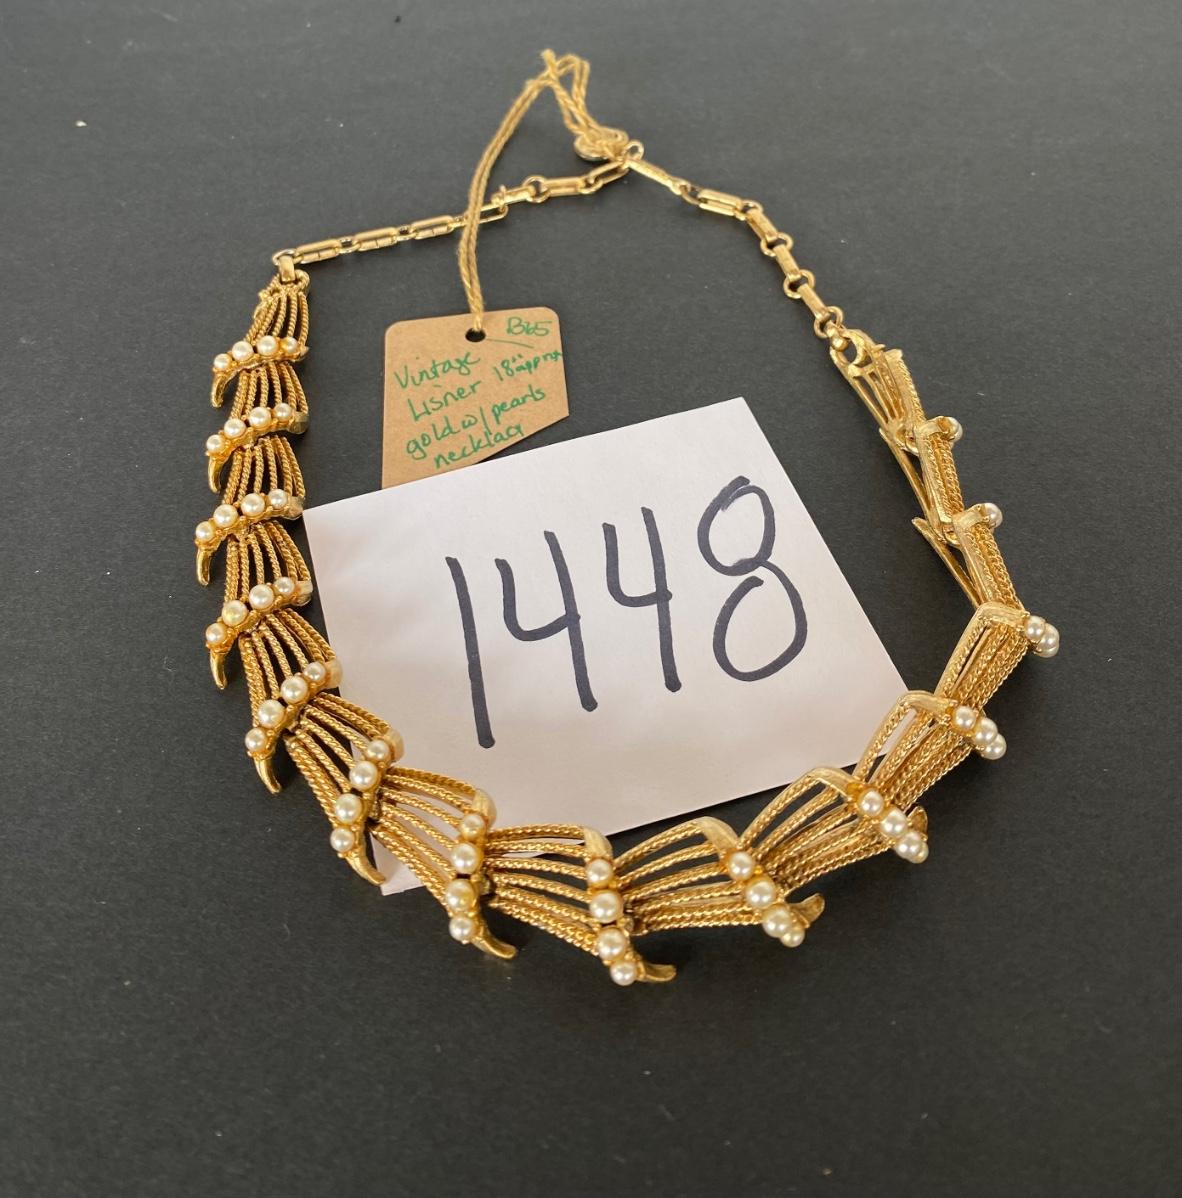 B65
Vintage
Lisner 18" approx
gold w/ pearls
necklace
1448